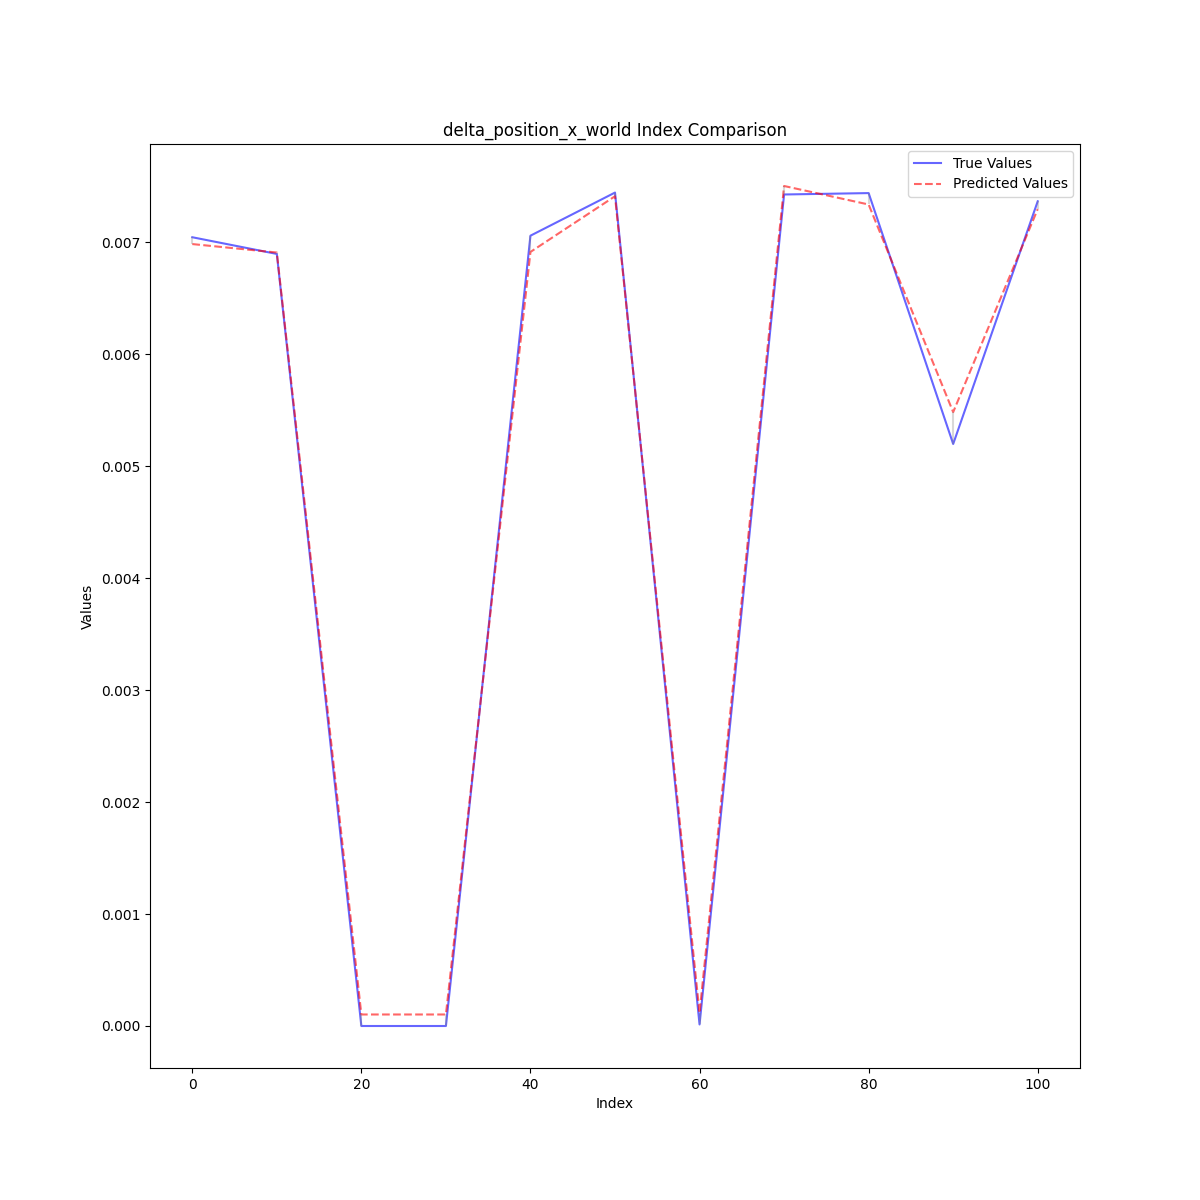 delta_position_x_world Index Comparison
True Values
Predicted Values
0.007
0.006
0.005
0.004
0.003
0.002
0.001
0.000
Values
0 20 40 60 80 100
Index